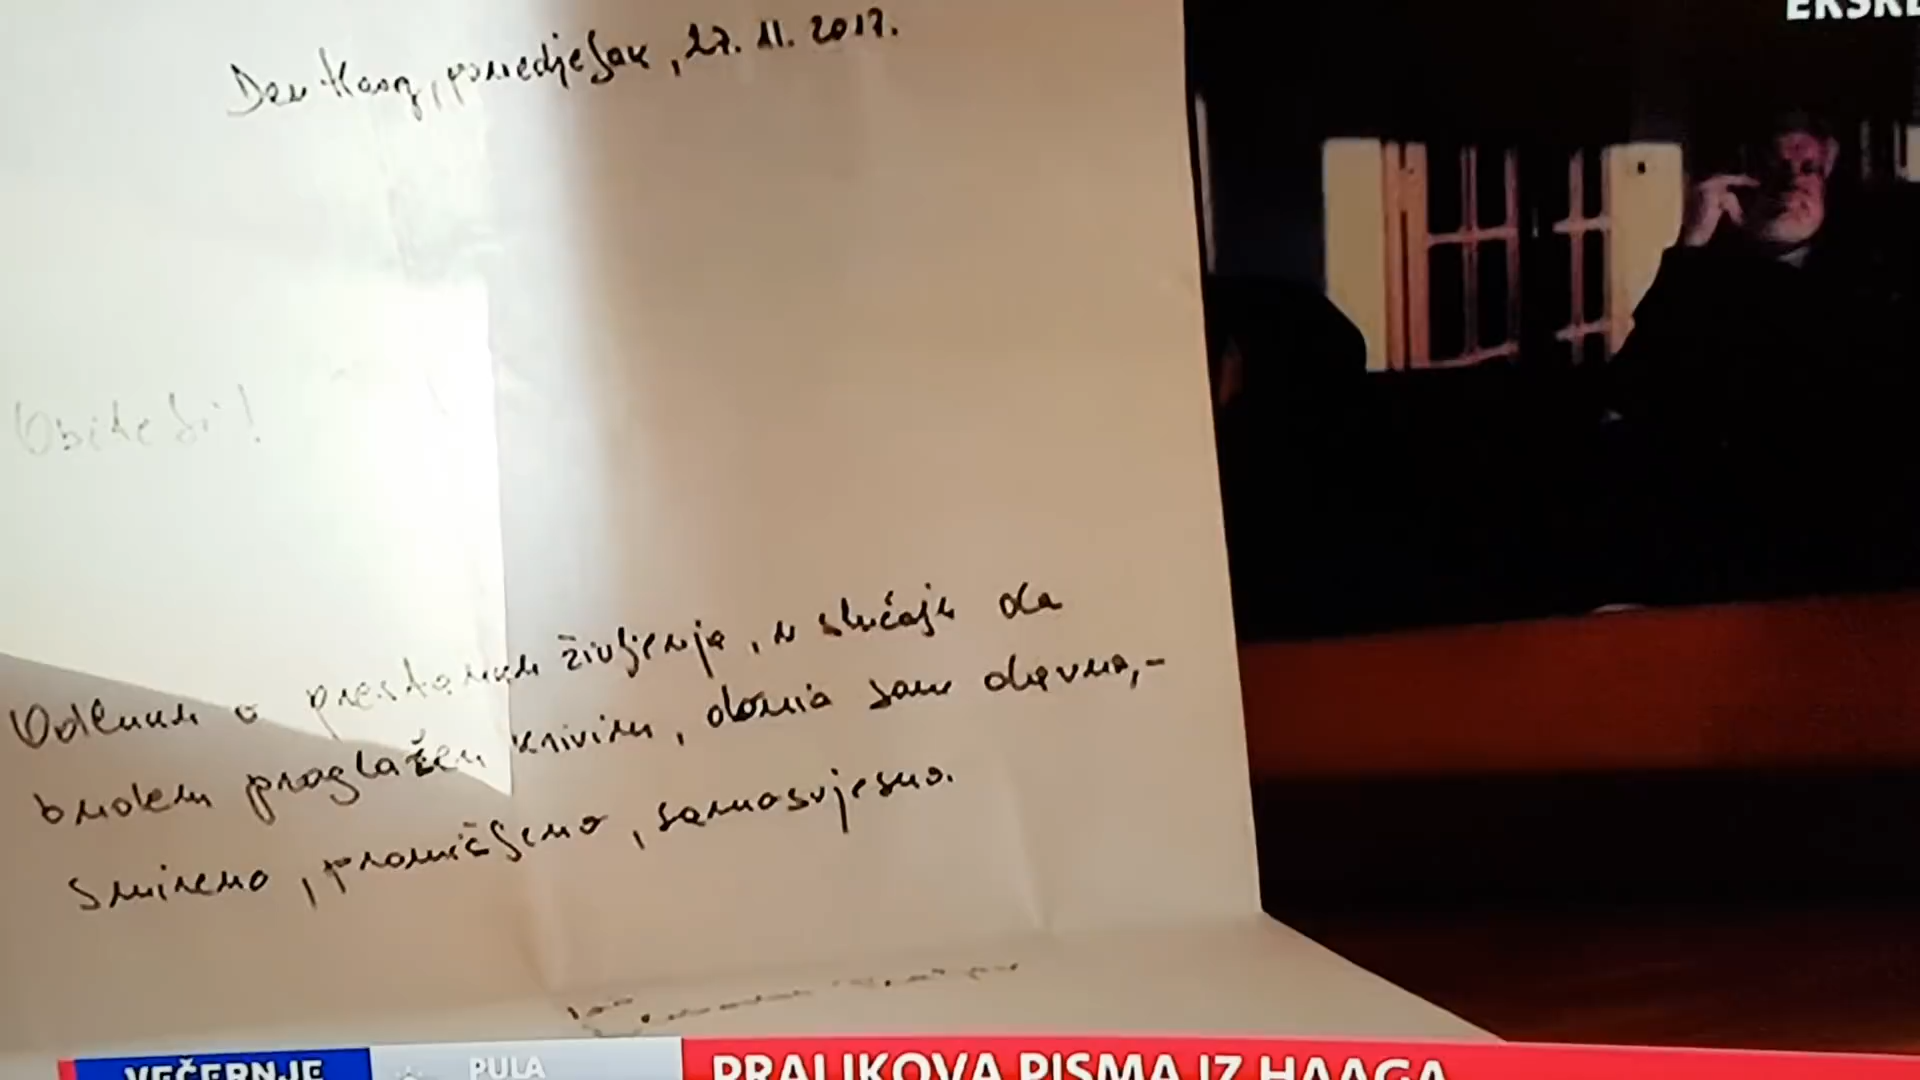 Den Haag, ponedjeljak, 27. 11. 2017.
EKSKL
Obitelji!
Odluku o prestanku življenja, u slučaju da
budem proglašen krivim, donio sam davno,-
Smireno, promišljeno, samosvjesno.
VEČERNJE
PULA
PRALJKOVA PISMA IZ HAAGA